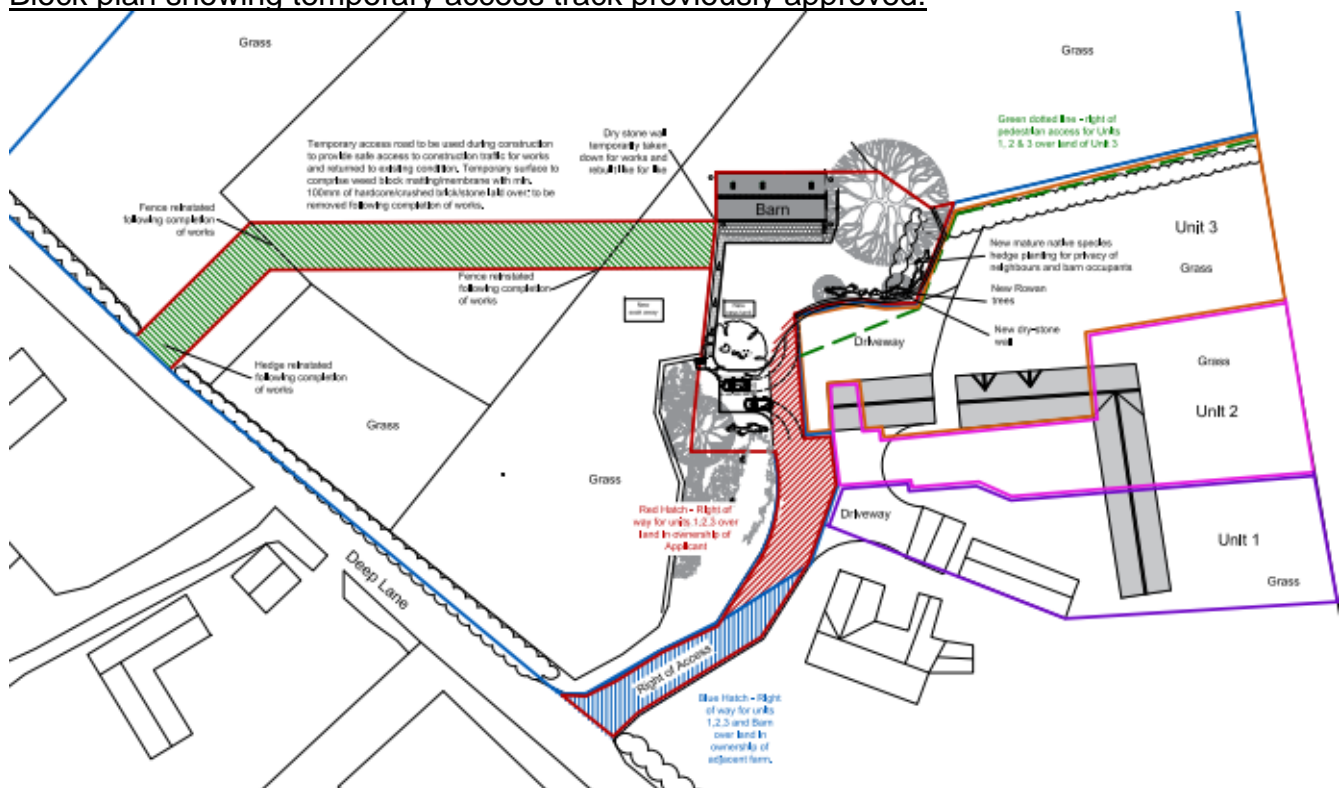 Block plan showing temporary access track previously approved.
Grass
Grass
Temporary access road to be used during construction
to provide safe access to construction traffic for works
and returned to existing condition. Temporary surface to
comprise weed block matting/membrane with min.
100mm of hardcore/crushed brick/stone laid over; to be
removed following completion of works.
Dry stone wall
temporarily taken
down for works and
rebuilt like for like
Green dotted line - right of
pedestrian access for Units
1, 2 & 3 over land of Unit 3
Fence reinstated
following completion
of works
Barn
Unit 3
Grass
New mature native species
hedge planting for privacy of
neighbours and barn occupants
Fence reinstated
following completion
of works
New Rowan
trees
New dry-stone
wall
Driveway
Hedge reinstated
following completion
of works
Grass
Grass
Unit 2
Grass
Red Hatch - Right of
way for units 1,2,3 over
land in ownership of
Applicant
Driveway
Unit 1
Grass
Deep Lane
Right of Access
Blue Hatch - Right
of way for units
1,2,3 and Barn
over land in
ownership of
adjacent farm.